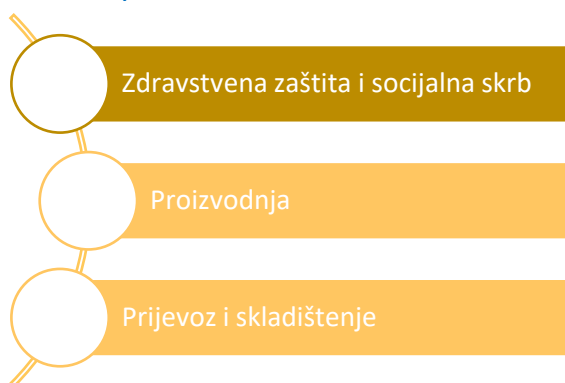 Zdravstvena zaštita i socijalna skrb
Proizvodnja
Prijevoz i skladištenje